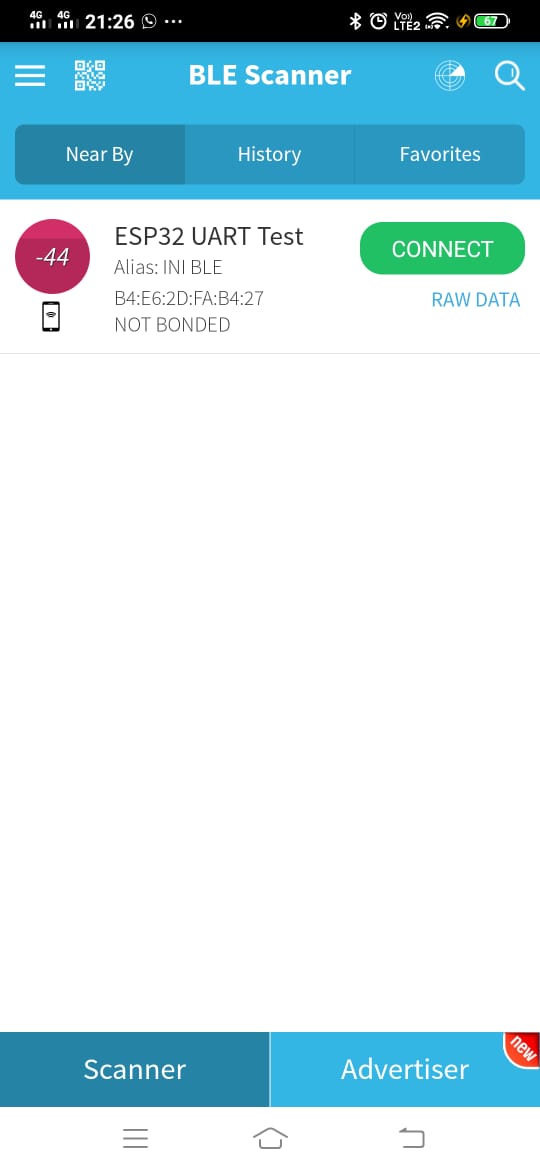 4G 4G 21:26 ... Vo) LTE2 67
BLE Scanner
Near By History Favorites
-44
ESP32 UART Test
Alias: INI BLE
B4:E6:2D:FA:B4:27
NOT BONDED
CONNECT
RAW DATA
Scanner Advertiser new